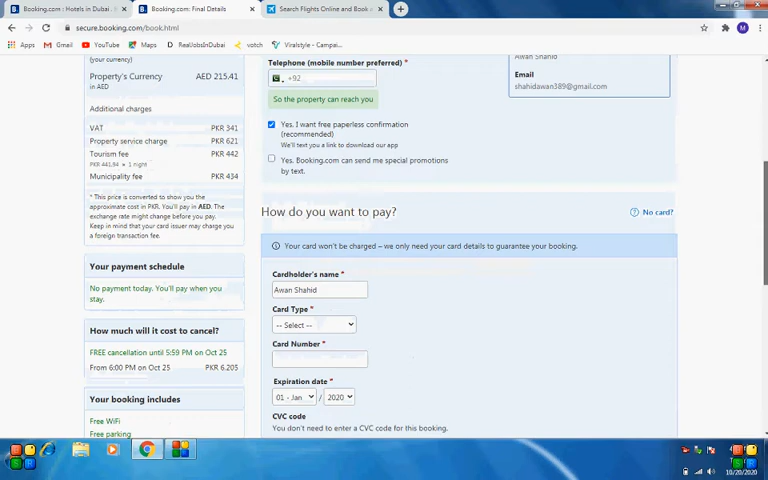 Booking.com : Hotels in Dubai, ×
Booking.com: Final Details ×
Search Flights Online and Book a ×
secure.booking.com/book.html
M
Apps
Gmail
YouTube
Maps
RealJobsInDubai
votch
Viralstyle - Campai...
(your currency)
Property's Currency AED 215.41
in AED
Additional charges
VAT PKR 341
Property service charge PKR 621
Tourism fee PKR 442
PKR 441.94 × 1 night
Municipality fee PKR 434
* This price is converted to show you the
approximate cost in PKR. You'll pay in AED. The
exchange rate might change before you pay.
Keep in mind that your card issuer may charge you
a foreign transaction fee.
Your payment schedule
No payment today. You'll pay when you
stay.
How much will it cost to cancel?
FREE cancellation until 5:59 PM on Oct 25
From 6:00 PM on Oct 25 PKR 6,205
Your booking includes
Free WiFi
Free parking
Telephone (mobile number preferred) *
+92
So the property can reach you
Yes. I want free paperless confirmation
(recommended)
We'll text you a link to download our app
Yes. Booking.com can send me special promotions
by text.
Awan Shahid
Email
shahidawan389@gmail.com
How do you want to pay?
? No card?
Your card won't be charged – we only need your card details to guarantee your booking.
Cardholder's name *
Awan Shahid
Card Type *
-- Select --
Card Number *
Expiration date *
01 - Jan / 2020
CVC code
You don't need to enter a CVC code for this booking.
10/20/2020